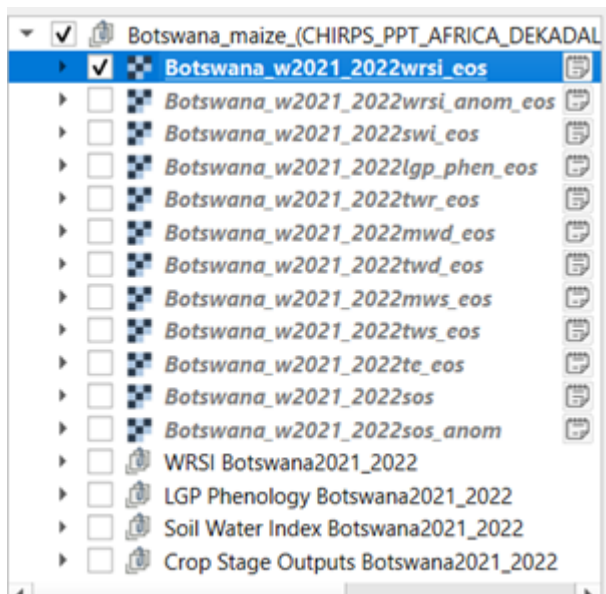 Botswana_maize_(CHIRPS_PPT_AFRICA_DEKADAL
Botswana_w2021_2022wrsi_eos
Botswana_w2021_2022wrsi_anom_eos
Botswana_w2021_2022swi_eos
Botswana_w2021_2022lgp_phen_eos
Botswana_w2021_2022twr_eos
Botswana_w2021_2022mwd_eos
Botswana_w2021_2022twd_eos
Botswana_w2021_2022mws_eos
Botswana_w2021_2022tws_eos
Botswana_w2021_2022te_eos
Botswana_w2021_2022sos
Botswana_w2021_2022sos_anom
WRSI Botswana2021_2022
LGP Phenology Botswana2021_2022
Soil Water Index Botswana2021_2022
Crop Stage Outputs Botswana2021_2022